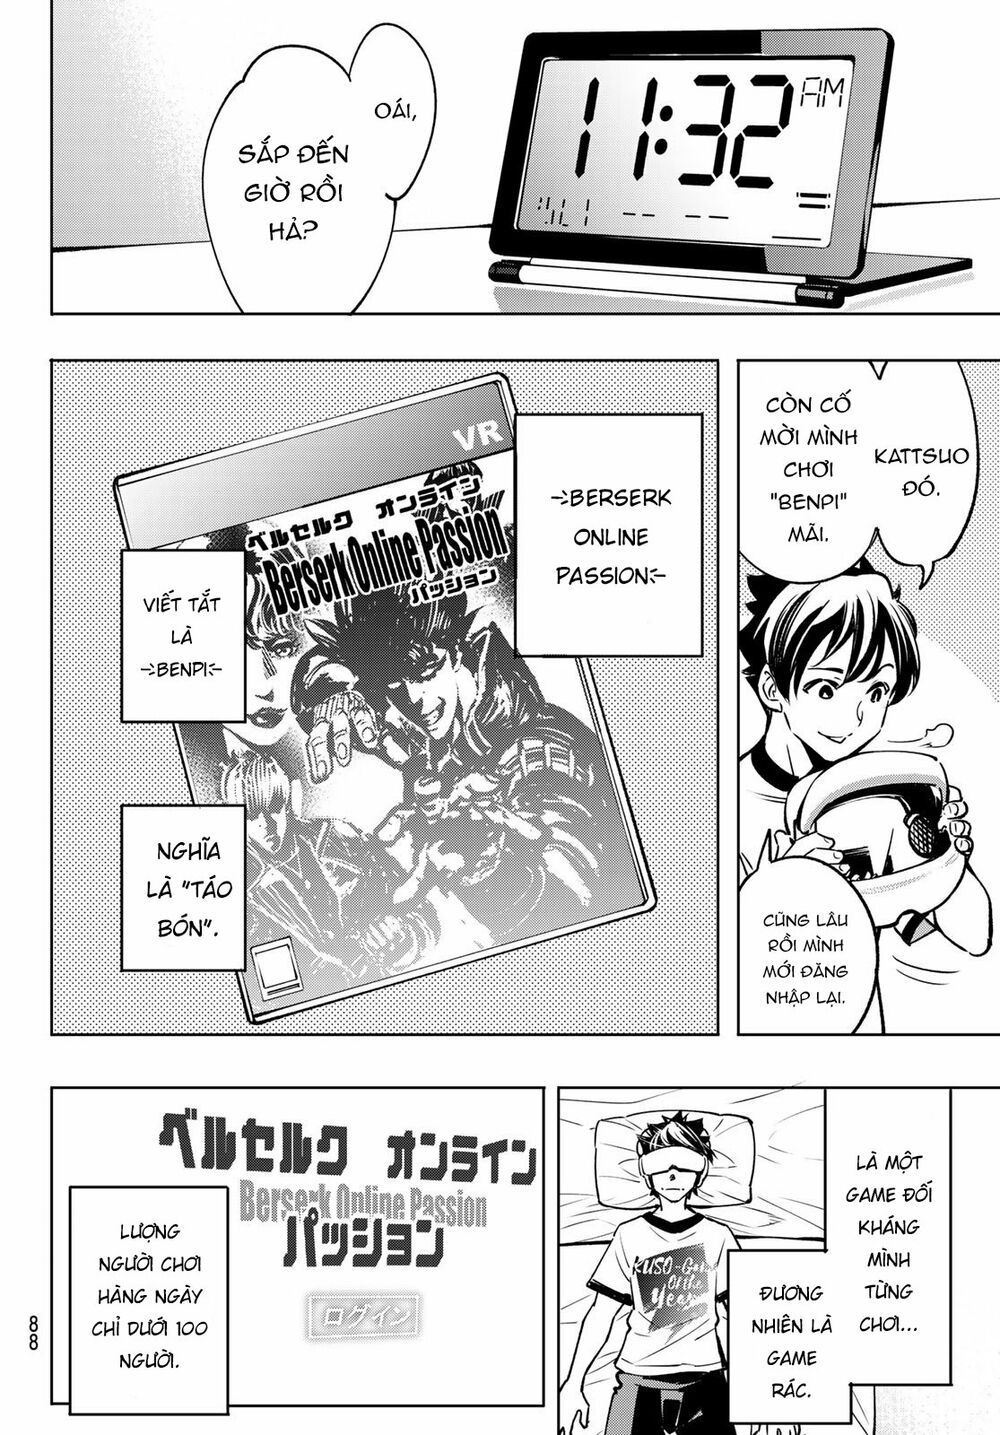 OÁI,
SẮP ĐẾN
GIỜ RỒI
HẢ?
11:32
AM
KATTSUO
ĐÓ.
CÒN CỐ
MỜI MÌNH
CHƠI
"BENPI"
MÃI.
CŨNG LÂU
RỒI MÌNH
MỚI ĐĂNG
NHẬP LẠI.
BERSERK
ONLINE
PASSION
VR
ベルセルク オンライン
Berserk Online Passion
パッション
VIẾT TẮT
LÀ
BENPI
NGHĨA
LÀ "TÁO
BÓN".
LÀ MỘT
GAME ĐỐI
KHÁNG
MÌNH
TỪNG
CHƠI...
ĐƯƠNG
NHIÊN LÀ
GAME
RÁC.
KUSO-Game
Of the
Year
ベルセルク オンライン
Berserk Online Passion
パッション
ログイン
LƯỢNG
NGƯỜI CHƠI
HÀNG NGÀY
CHỈ DƯỚI 100
NGƯỜI.
88